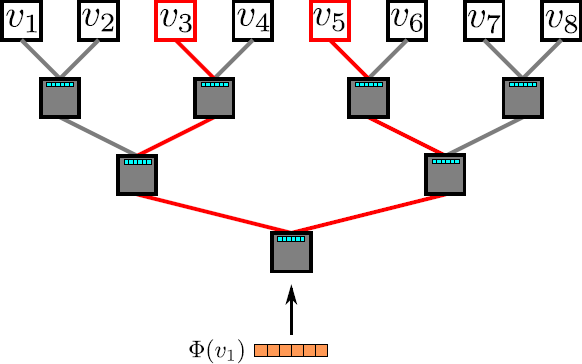 v₁ v₂ v₃ v₄ v₅ v₆ v₇ v₈
Φ(v₁)